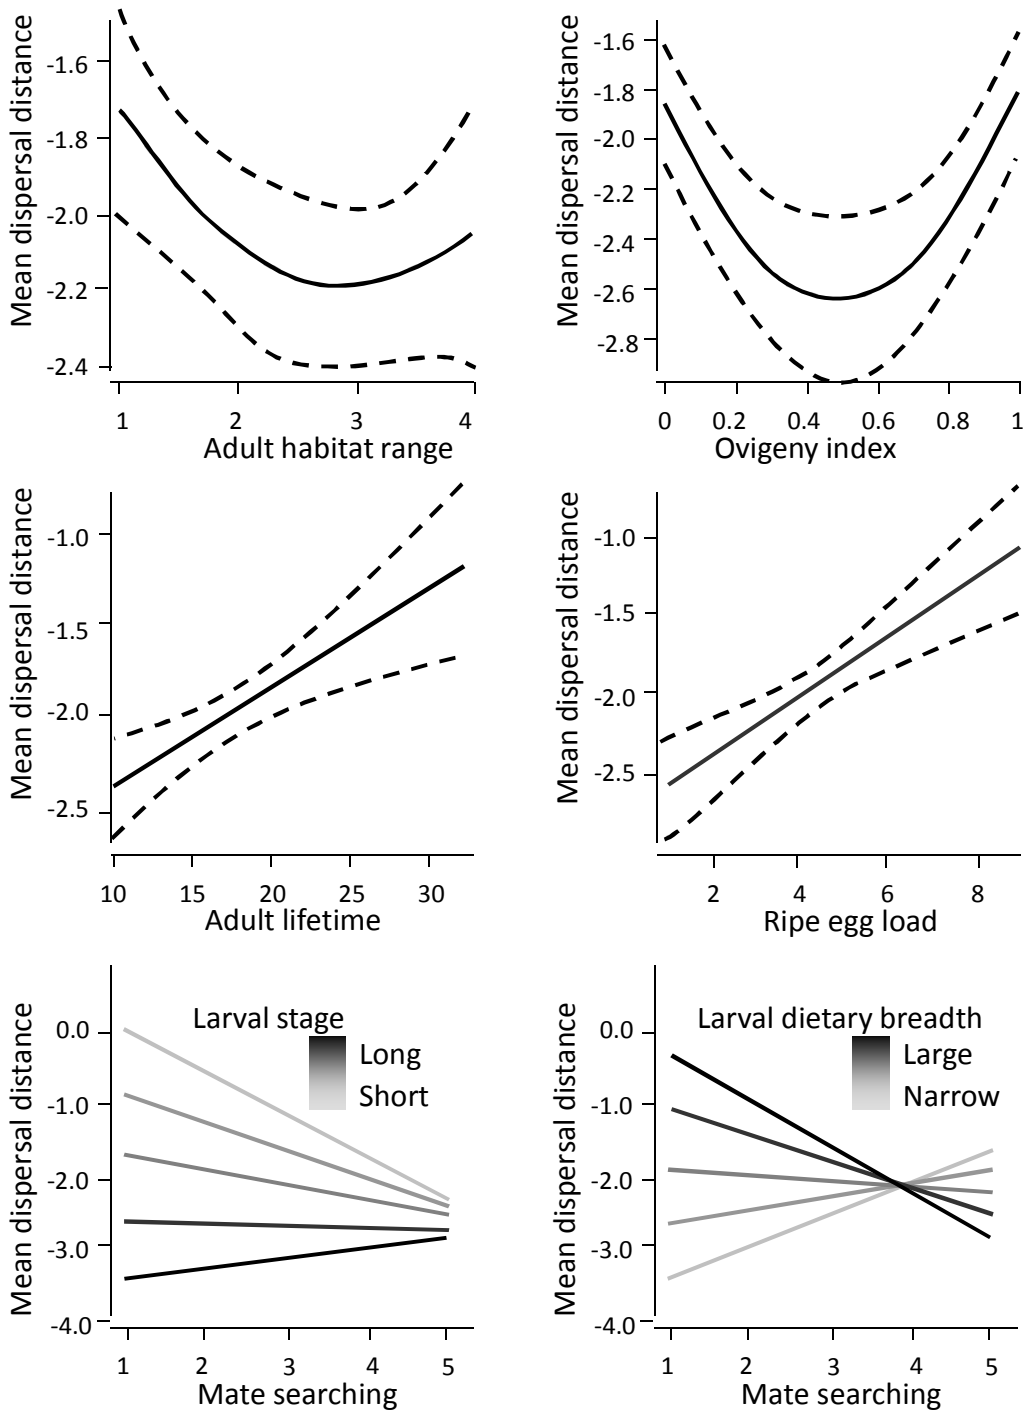 Mean dispersal distance
-1.6
-1.8
-2.0
-2.2
-2.4
1 2 3 4
Adult habitat range
Mean dispersal distance
-1.6
-1.8
-2.0
-2.2
-2.4
-2.6
-2.8
0 0.2 0.4 0.6 0.8 1
Ovigeny index
Mean dispersal distance
-1.0
-1.5
-2.0
-2.5
10 15 20 25 30
Adult lifetime
Mean dispersal distance
-1.0
-1.5
-2.0
-2.5
2 4 6 8
Ripe egg load
Mean dispersal distance
0.0
-1.0
-2.0
-3.0
-4.0
Larval stage
Long
Short
1 2 3 4 5
Mate searching
Mean dispersal distance
0.0
-1.0
-2.0
-3.0
-4.0
Larval dietary breadth
Large
Narrow
1 2 3 4 5
Mate searching